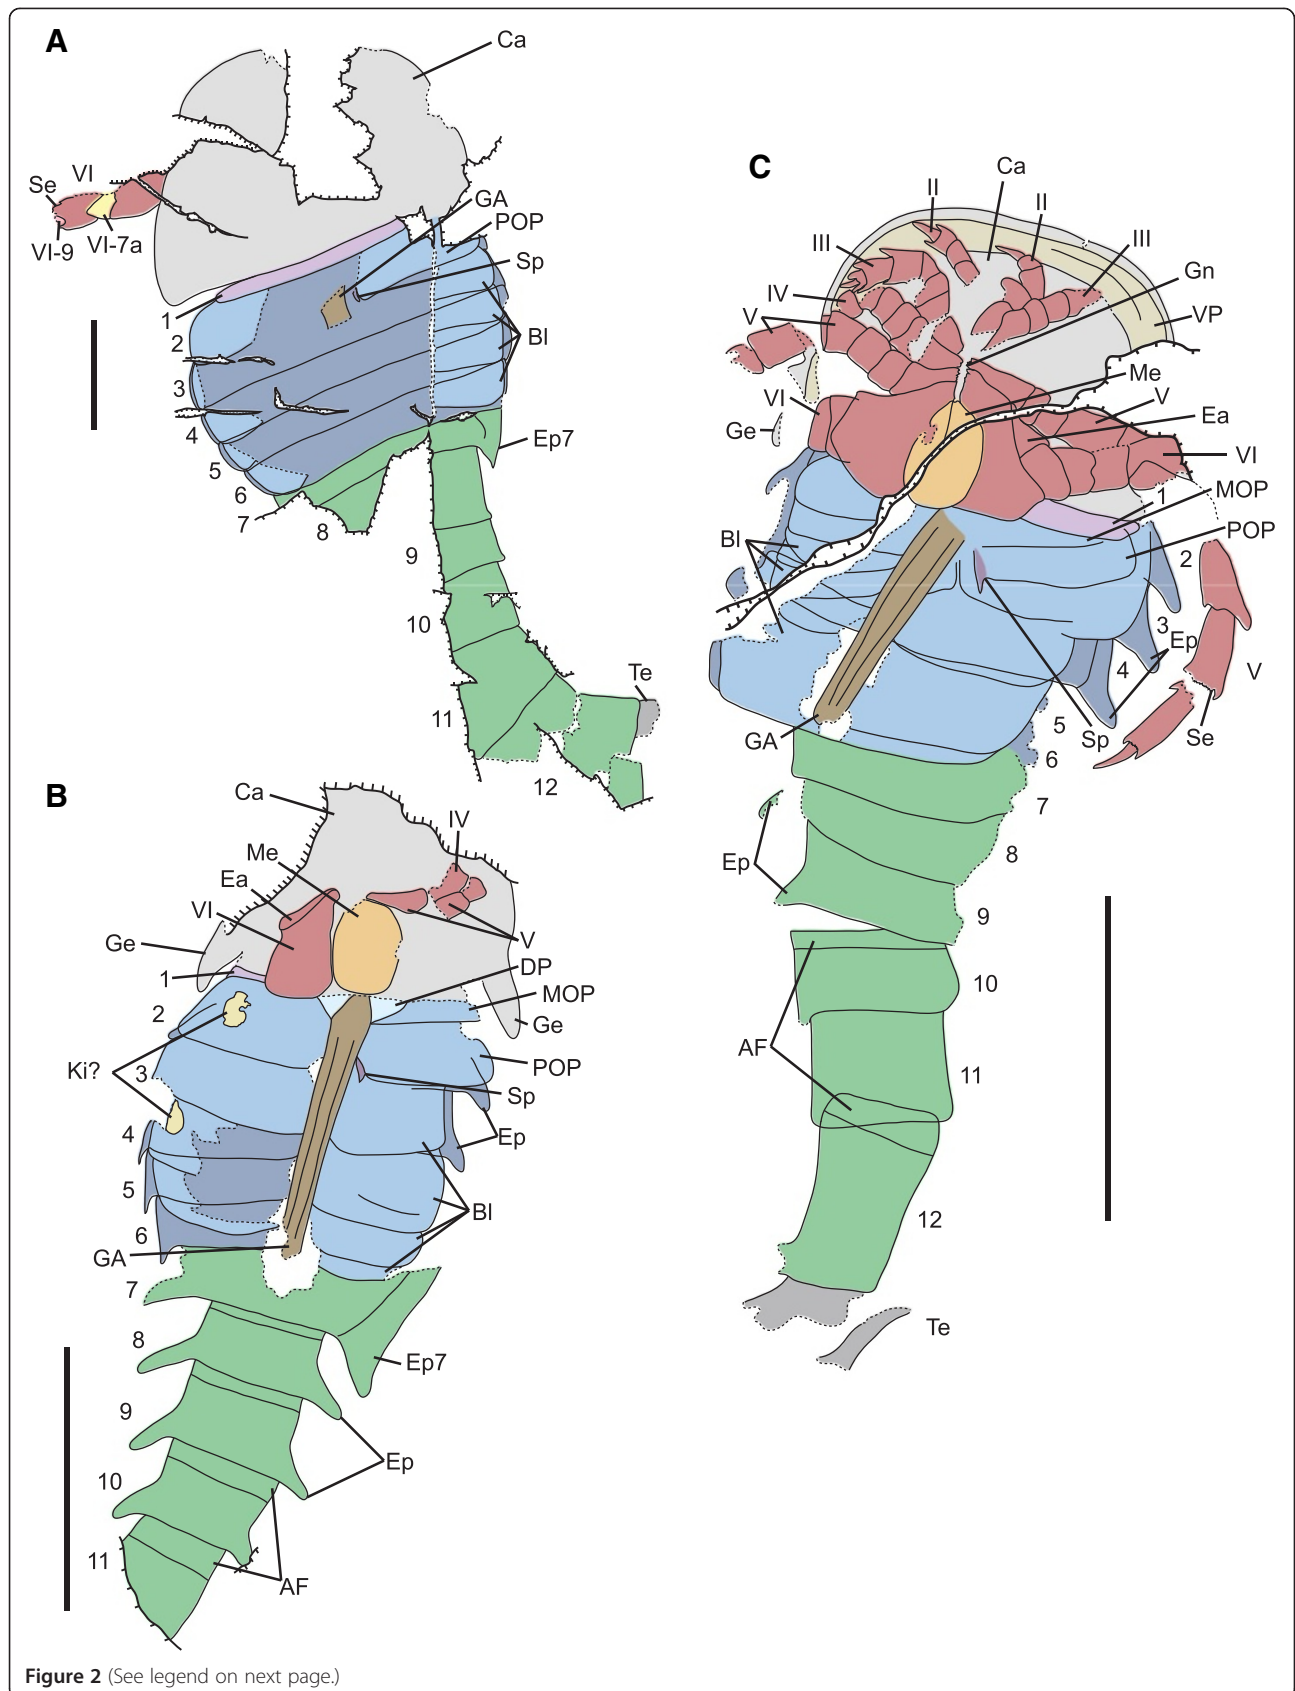 A
Ca
Se
VI
VI-9
VI-7a
GA
POP
Sp
Bl
1
2
3
4
5
6
7
8
Ep7
9
10
11
12
Te
B
Ca
IV
Me
Ea
VI
Ge
V
DP
1
MOP
2
Ge
Ki?
3
POP
Sp
4
Ep
5
Bl
6
GA
7
8
Ep7
9
Ep
10
11
AF
C
Ca
II
II
III
III
Gn
IV
V
VP
Me
VI
V
Ge
Ea
VI
1
MOP
Bl
POP
2
3
Ep
4
V
GA
5
Sp
Se
6
7
Ep
8
9
10
AF
11
12
Te
Figure 2 (See legend on next page.)